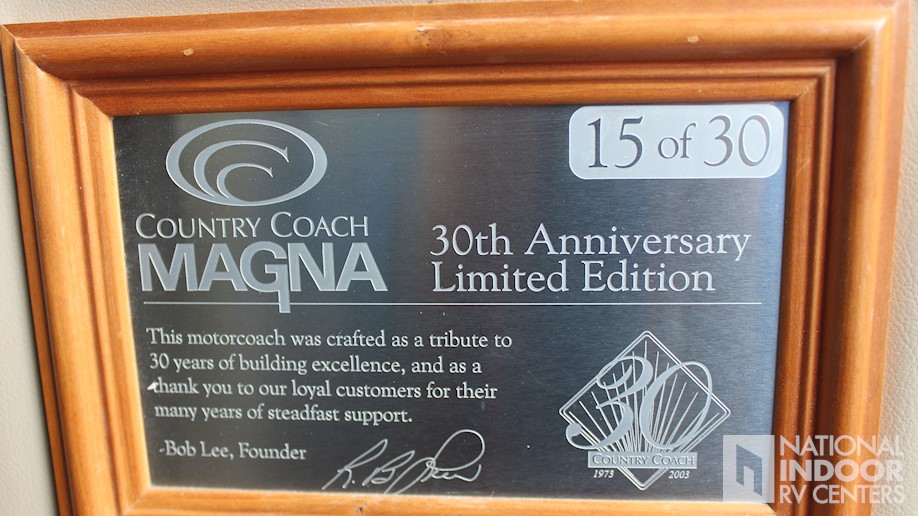 15 of 30
COUNTRY COACH
MAGNA
30th Anniversary
Limited Edition
This motorcoach was crafted as a tribute to
30 years of building excellence, and as a
thank you to our loyal customers for their
many years of steadfast support.
-Bob Lee, Founder
R. B. Lee
30
COUNTRY COACH
1973 2003
NATIONAL
INDOOR
RV CENTERS